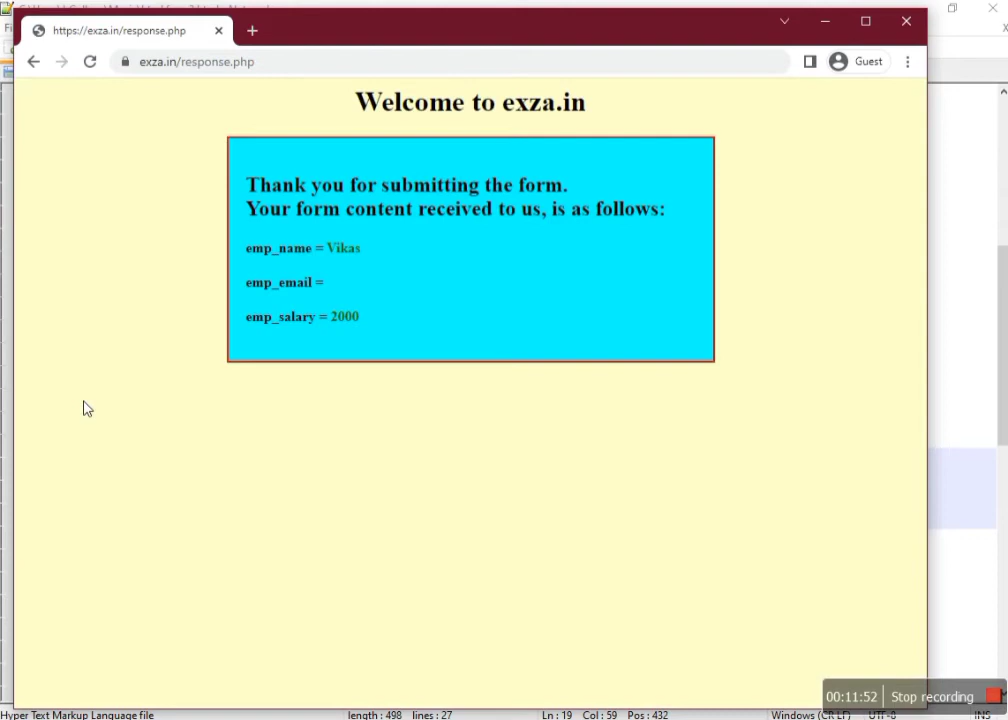 https://exza.in/response.php
exza.in/response.php
Guest
Welcome to exza.in
Thank you for submitting the form.
Your form content received to us, is as follows:
emp_name = Vikas
emp_email =
emp_salary = 2000
00:11:52 Stop recording
Hyper Text Markup Language file length : 498 lines : 27 Ln : 19 Col : 59 Pos : 432 Windows (CR LF) UTF-8 INS